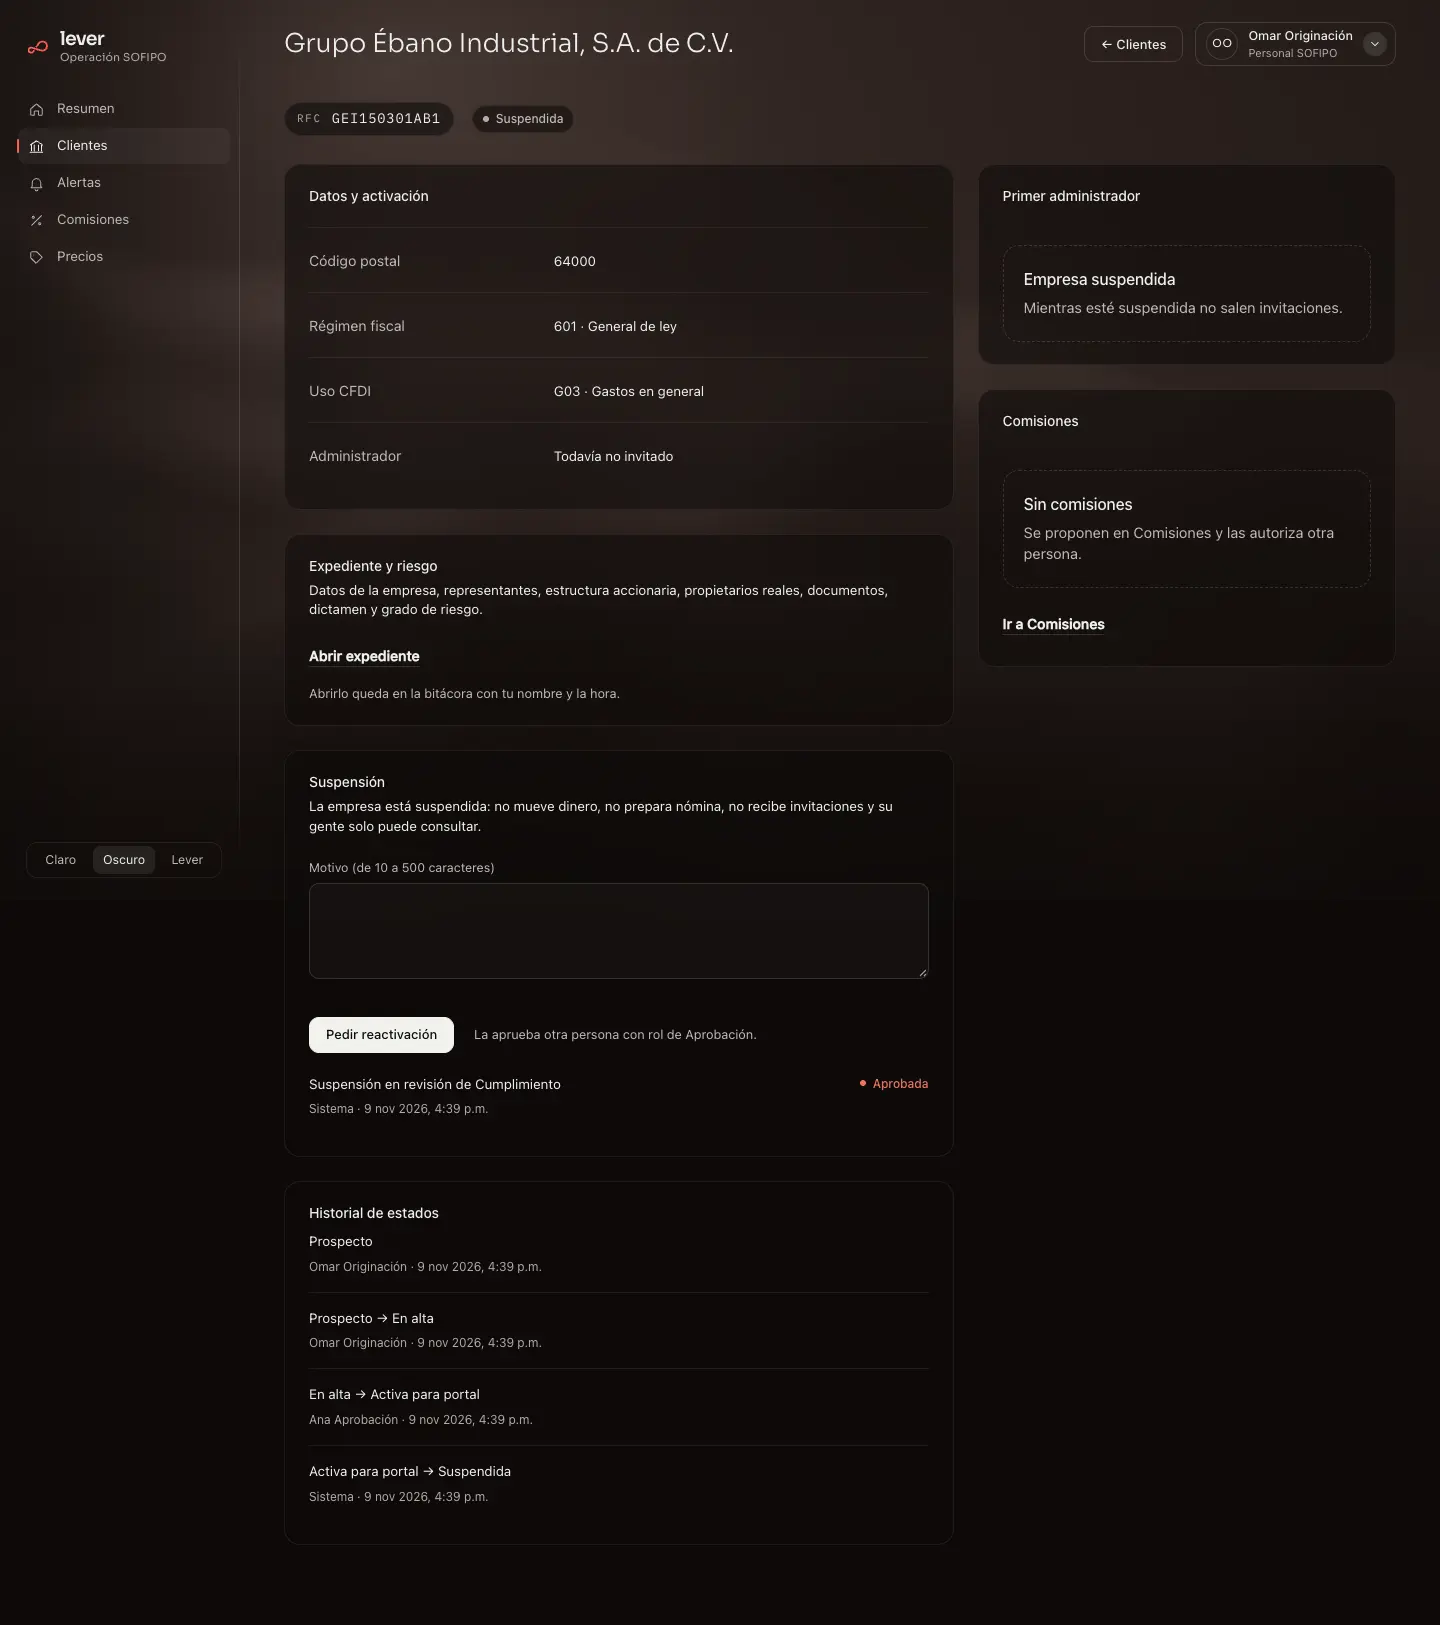 lever
Operación SOFIPO
Resumen
Clientes
Alertas
Comisiones
Precios
Claro
Oscuro
Lever
Grupo Ébano Industrial, S.A. de C.V.
← Clientes
OO
Omar Originación
Personal SOFIPO
RFC GEI150301AB1
Suspendida
Datos y activación
Código postal
64000
Régimen fiscal
601 · General de ley
Uso CFDI
G03 · Gastos en general
Administrador
Todavía no invitado
Expediente y riesgo
Datos de la empresa, representantes, estructura accionaria, propietarios reales, documentos,
dictamen y grado de riesgo.
Abrir expediente
Abrirlo queda en la bitácora con tu nombre y la hora.
Suspensión
La empresa está suspendida: no mueve dinero, no prepara nómina, no recibe invitaciones y su
gente solo puede consultar.
Motivo (de 10 a 500 caracteres)
Pedir reactivación
La aprueba otra persona con rol de Aprobación.
Suspensión en revisión de Cumplimiento
Aprobada
Sistema · 9 nov 2026, 4:39 p.m.
Historial de estados
Prospecto
Omar Originación · 9 nov 2026, 4:39 p.m.
Prospecto → En alta
Omar Originación · 9 nov 2026, 4:39 p.m.
En alta → Activa para portal
Ana Aprobación · 9 nov 2026, 4:39 p.m.
Activa para portal → Suspendida
Sistema · 9 nov 2026, 4:39 p.m.
Primer administrador
Empresa suspendida
Mientras esté suspendida no salen invitaciones.
Comisiones
Sin comisiones
Se proponen en Comisiones y las autoriza otra
persona.
Ir a Comisiones